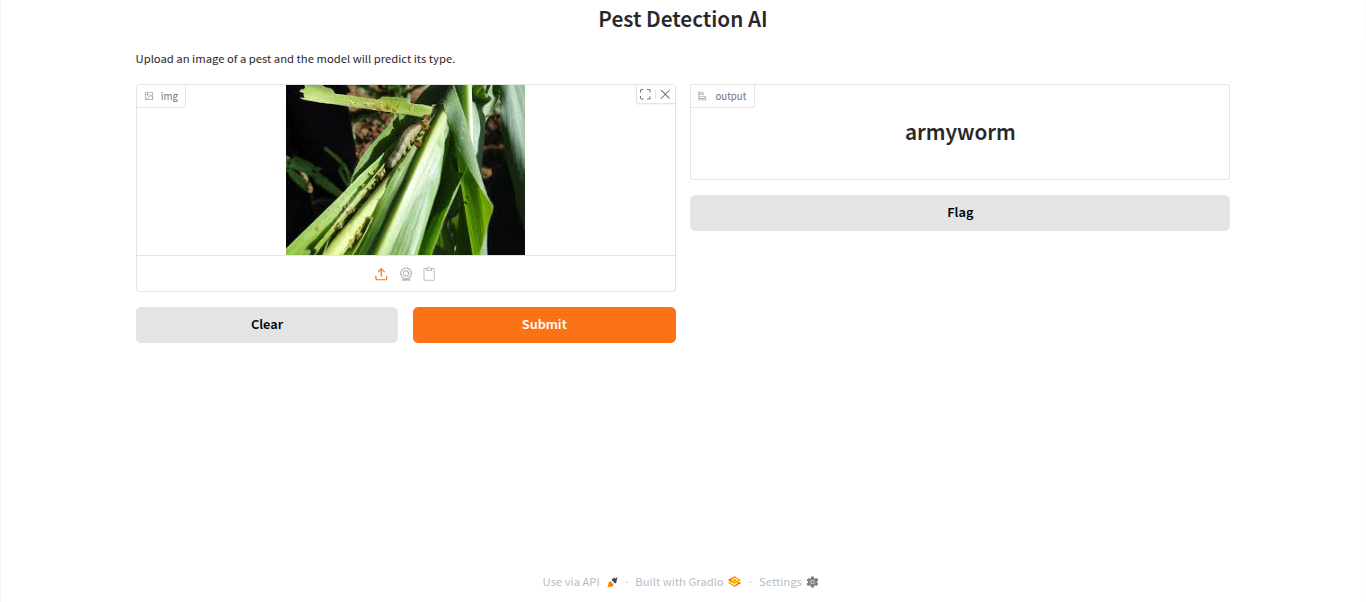 Pest Detection AI
Upload an image of a pest and the model will predict its type.
img
output
armyworm
Flag
Clear
Submit
Use via API · Built with Gradio · Settings